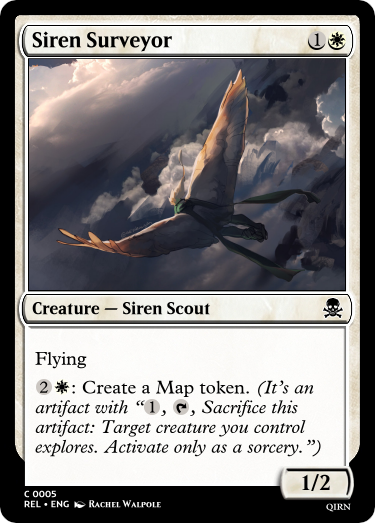 Siren Surveyor 1
Creature — Siren Scout
Flying
2: Create a Map token. (It's an
artifact with “1, , Sacrifice this
artifact: Target creature you control
explores. Activate only as a sorcery.”)
1/2
C 0005
REL • ENG Rachel Walpole
QIRN